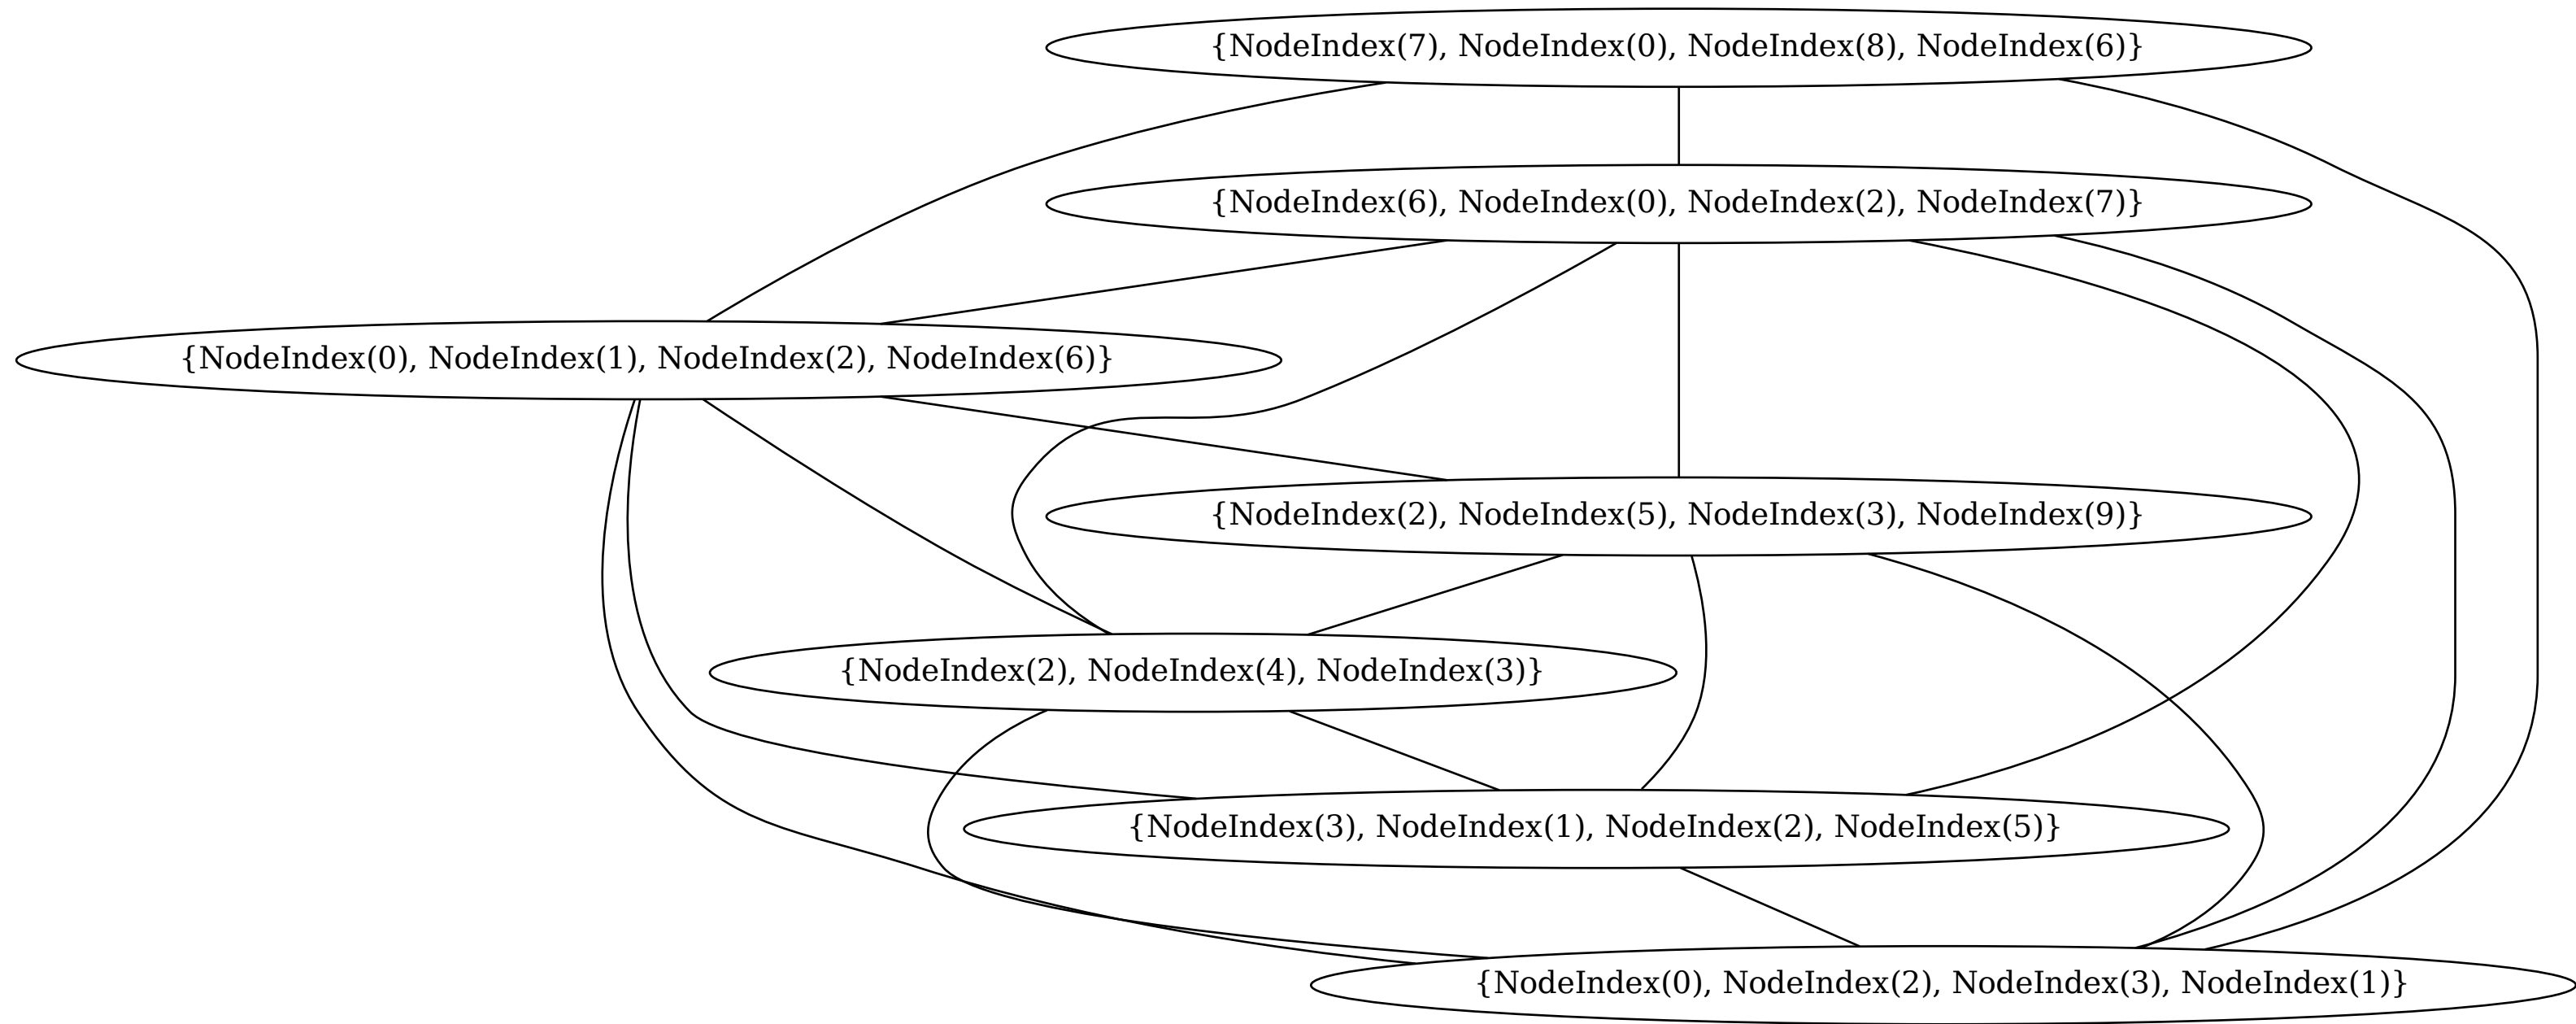 {NodeIndex(7), NodeIndex(0), NodeIndex(8), NodeIndex(6)}
{NodeIndex(6), NodeIndex(0), NodeIndex(2), NodeIndex(7)}
{NodeIndex(0), NodeIndex(1), NodeIndex(2), NodeIndex(6)}
{NodeIndex(2), NodeIndex(5), NodeIndex(3), NodeIndex(9)}
{NodeIndex(2), NodeIndex(4), NodeIndex(3)}
{NodeIndex(3), NodeIndex(1), NodeIndex(2), NodeIndex(5)}
{NodeIndex(0), NodeIndex(2), NodeIndex(3), NodeIndex(1)}